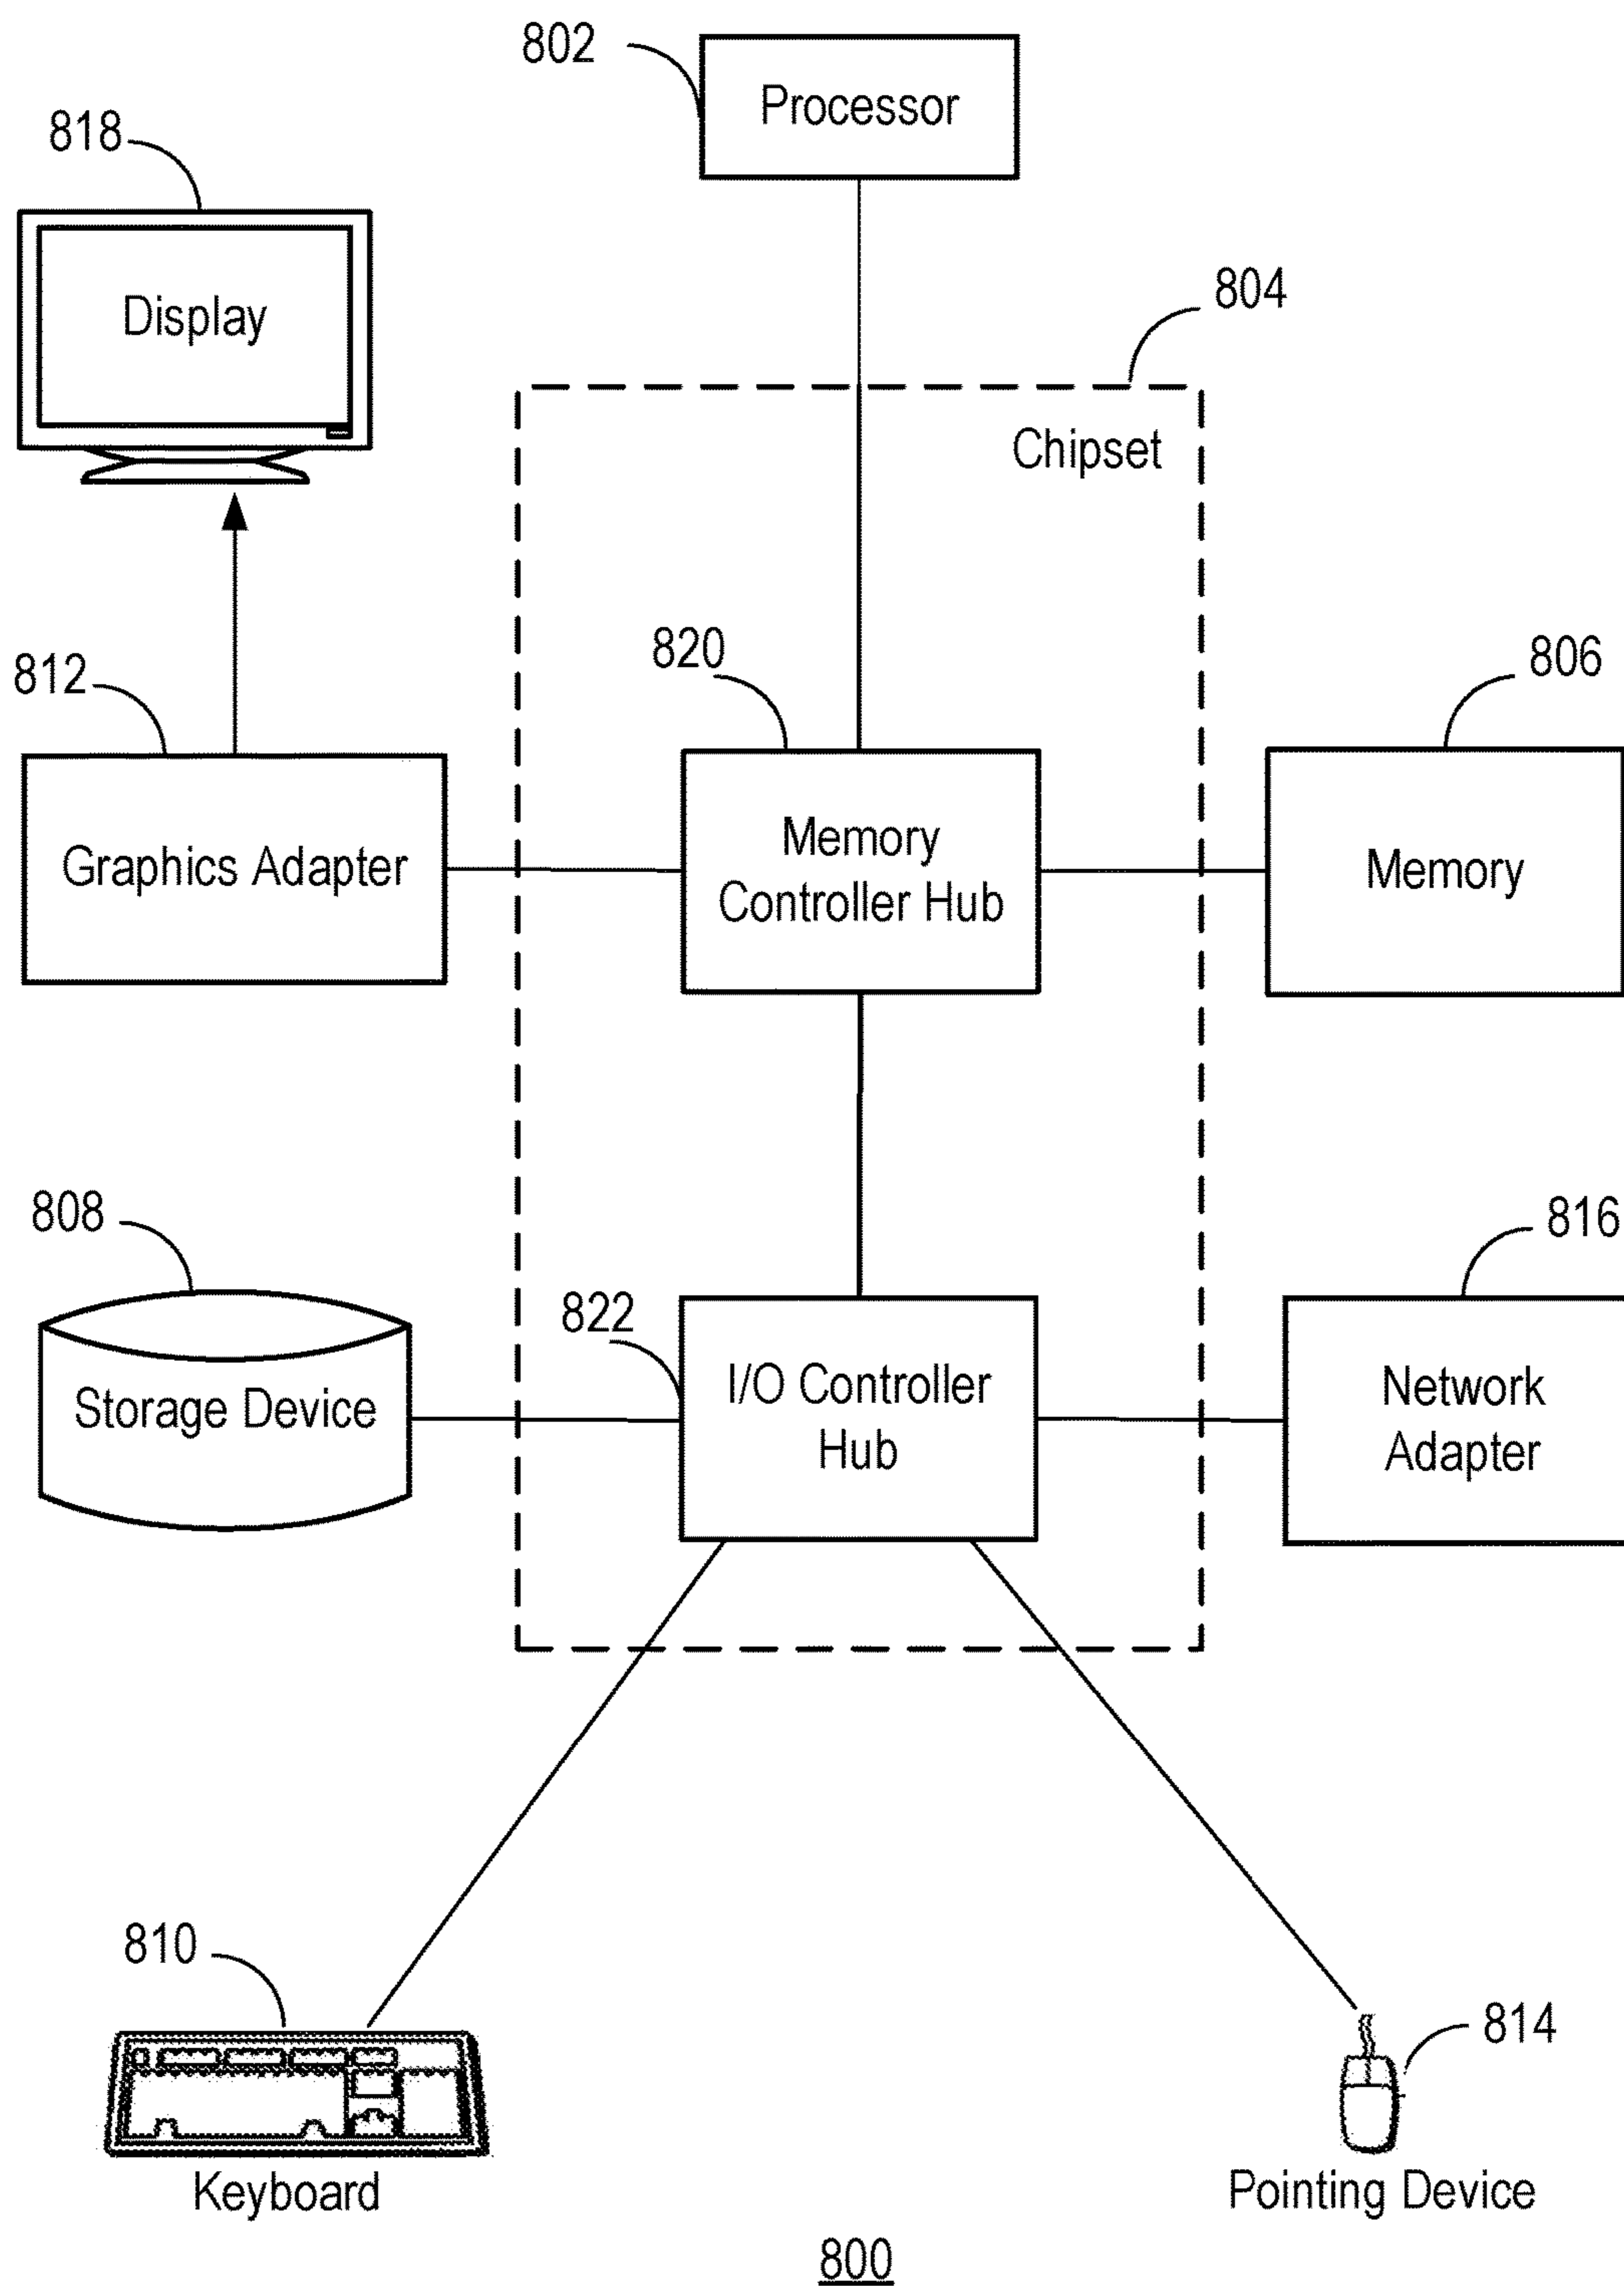 802
Processor
818
Display
804
Chipset
812
820
806
Graphics Adapter
Memory
Controller Hub
Memory
808
822
816
Storage Device
I/O Controller
Hub
Network
Adapter
810
814
Keyboard
Pointing Device
800